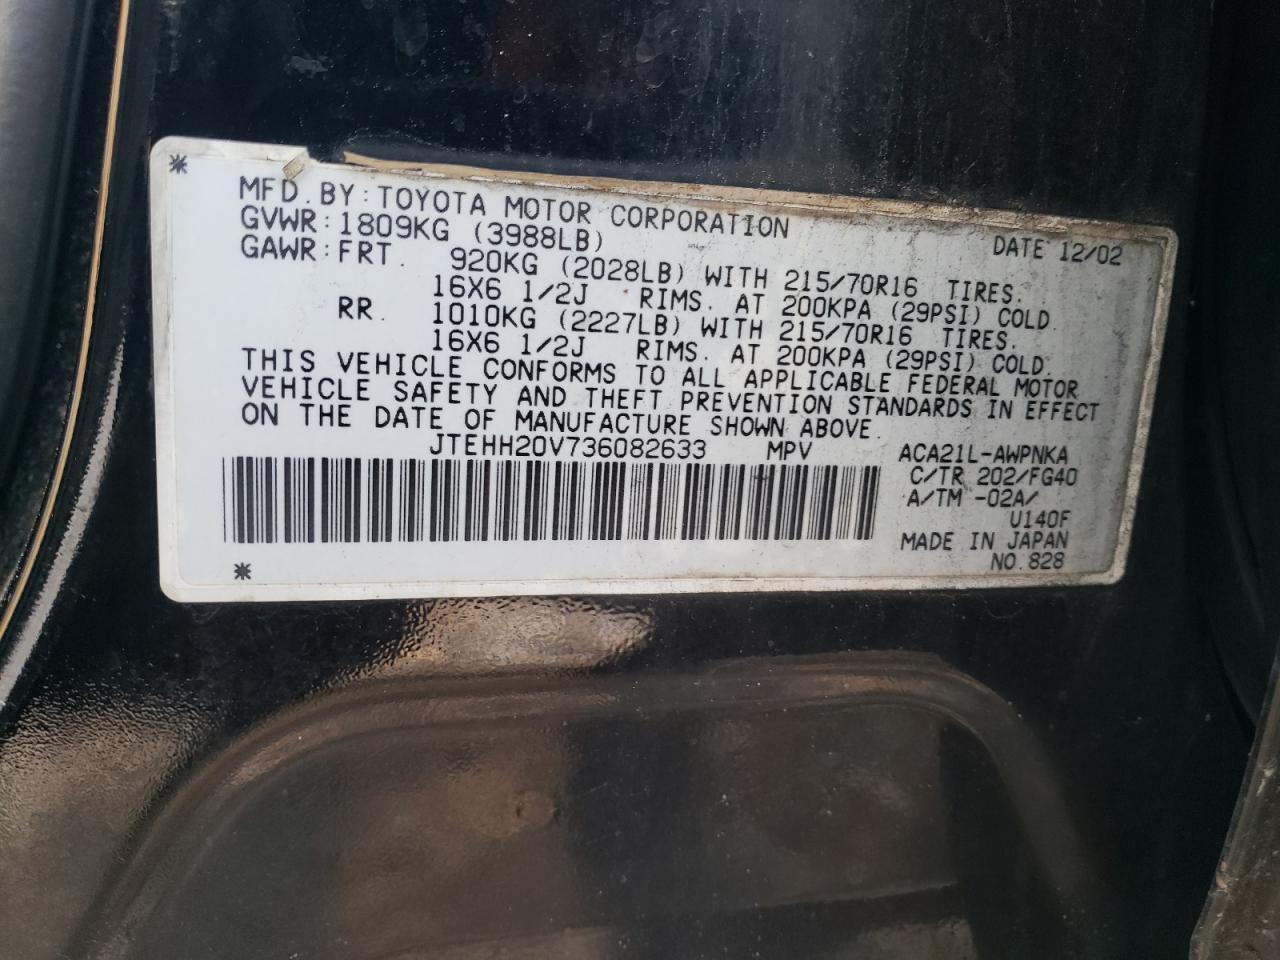 MFD. BY: TOYOTA MOTOR CORPORATION DATE 12/02
GVWR: 1809KG (3988LB)
GAWR: FRT. 920KG (2028LB) WITH 215/70R16 TIRES.
16X6 1/2J RIMS. AT 200KPA (29PSI) COLD.
RR. 1010KG (2227LB) WITH 215/70R16 TIRES.
16X6 1/2J RIMS. AT 200KPA (29PSI) COLD.
THIS VEHICLE CONFORMS TO ALL APPLICABLE FEDERAL MOTOR
VEHICLE SAFETY AND THEFT PREVENTION STANDARDS IN EFFECT
ON THE DATE OF MANUFACTURE SHOWN ABOVE.
JTEHH20V736082633 MPV ACA21L-AWPNKA
C/TR 202/FG40
A/TM -02A/
U140F
MADE IN JAPAN
NO.828